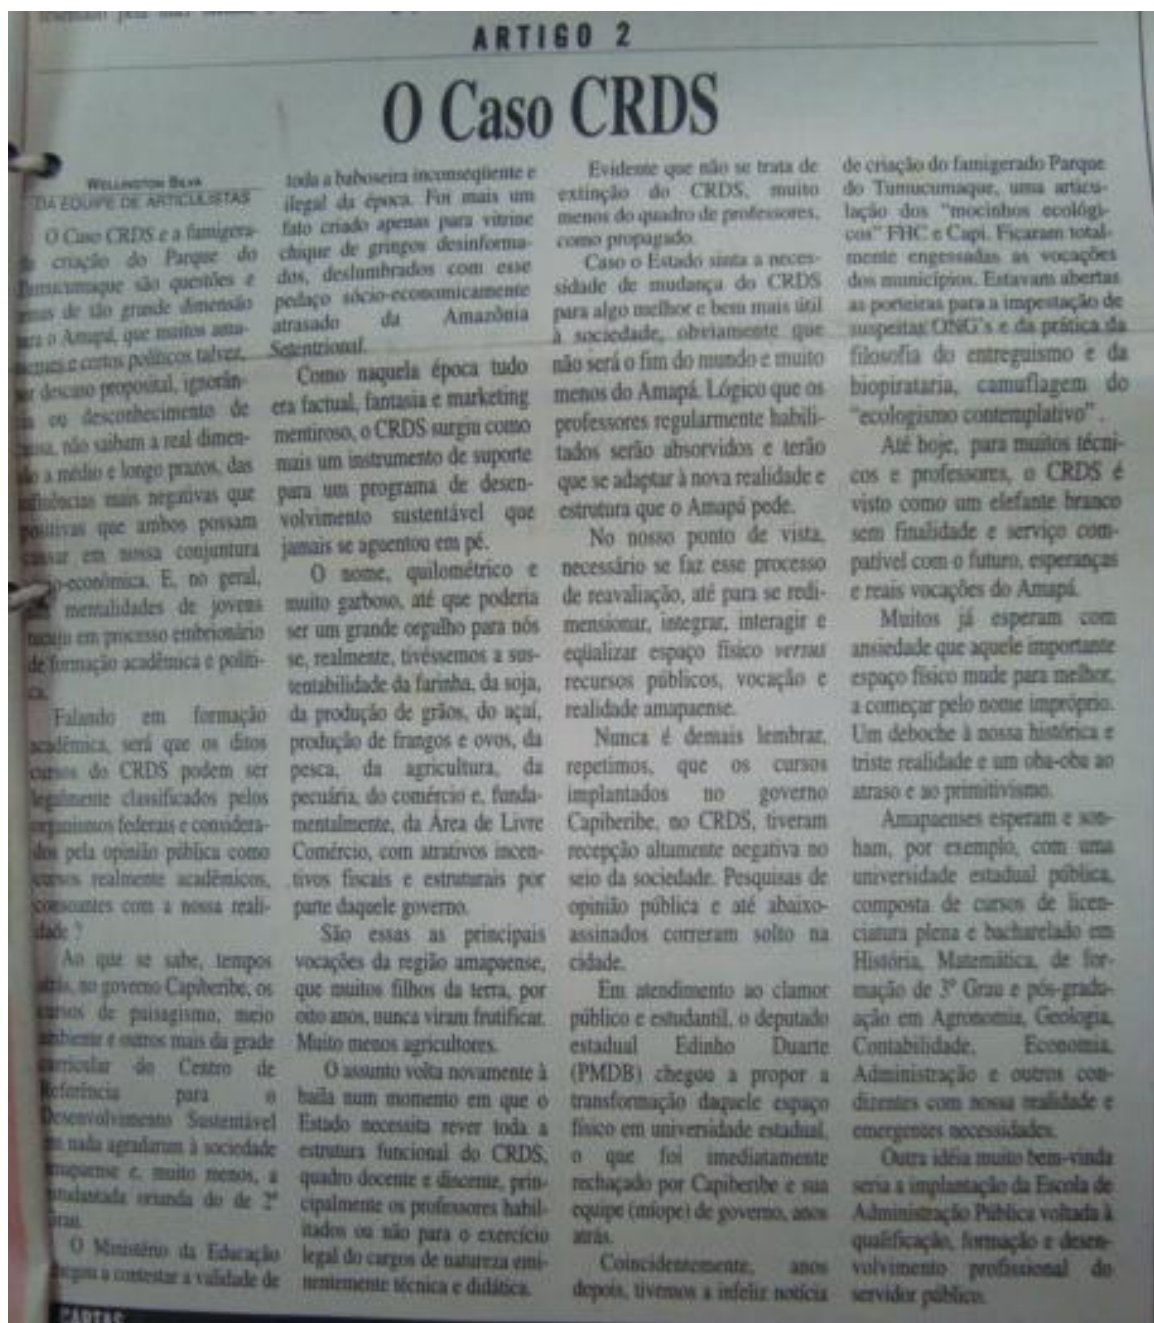 ARTIGO 2
O Caso CRDS
WELLINGTON SILVA
DA EQUIPE DE ARTICULISTAS
O Caso CRDS e a famigera-
da criação do Parque do
Tumucumaque são questões e
temas de tão grande dimensão
para o Amapá, que muitos ama-
paenses e certos políticos talvez,
por descaso proposital, ignorân-
cia ou desconhecimento de
causa, não saibam a real dimen-
são a médio e longo prazos, das
influências mais negativas que
positivas que ambos possam
causar em nossa conjuntura
sócio-econômica. E, no geral,
mentalidades de jovens
em processo embrionário
de formação acadêmica e políti-
ca.
Falando em formação
acadêmica, será que os ditos
cursos do CRDS podem ser
legalmente classificados pelos
organismos federais e considera-
dos pela opinião pública como
cursos realmente acadêmicos,
consoantes com a nossa reali-
dade ?
Ao que se sabe, tempos
atrás, no governo Capiberibe, os
cursos de paisagismo, meio
ambiente e outros mais da grade
curricular do Centro de
Referência para o
Desenvolvimento Sustentável
em nada agradaram à sociedade
amapaense e, muito menos, a
estudantada oriunda do de 2º
Grau.
O Ministério da Educação
chegou a contestar a validade de
toda a baboseira inconseqüente e
ilegal da época. Foi mais um
fato criado apenas para vitrine
chique de gringos desinforma-
dos, deslumbrados com esse
pedaço sócio-economicamente
atrasado da Amazônia
Setentrional.
Como naquela época tudo
era factual, fantasia e marketing
mentiroso, o CRDS surgiu como
mais um instrumento de suporte
para um programa de desen-
volvimento sustentável que
jamais se aguentou em pé.
O nome, quilométrico e
muito garboso, até que poderia
ser um grande orgulho para nós
se, realmente, tivéssemos a sus-
tentabilidade da farinha, da soja,
da produção de grãos, do açaí,
produção de frangos e ovos, da
pesca, da agricultura, da
pecuária, do comércio e, funda-
mentalmente, da Área de Livre
Comércio, com atrativos incen-
tivos fiscais e estruturais por
parte daquele governo.
São essas as principais
vocações da região amapaense,
que muitos filhos da terra, por
oito anos, nunca viram frutificar.
Muito menos agricultores.
O assunto volta novamente à
baila num momento em que o
Estado necessita rever toda a
estrutura funcional do CRDS,
quadro docente e discente, prin-
cipalmente os professores habil-
itados ou não para o exercício
legal do cargos de natureza emi-
nentemente técnica e didática.
Evidente que não se trata de
extinção do CRDS, muito
menos do quadro de professores,
como propagado.
Caso o Estado sinta a neces-
sidade de mudança do CRDS
para algo melhor e bem mais útil
à sociedade, obviamente que
não será o fim do mundo e muito
menos do Amapá. Lógico que os
professores regularmente habili-
tados serão absorvidos e terão
que se adaptar à nova realidade e
estrutura que o Amapá pede.
No nosso ponto de vista,
necessário se faz esse processo
de reavaliação, até para se redi-
mensionar, integrar, interagir e
eqüalizar espaço físico versus
recursos públicos, vocação e
realidade amapaense.
Nunca é demais lembrar,
repetimos, que os cursos
implantados no governo
Capiberibe, no CRDS, tiveram
recepção altamente negativa no
seio da sociedade. Pesquisas de
opinião pública e até abaixo-
assinados correram solto na
cidade.
Em atendimento ao clamor
público e estudantil, o deputado
estadual Edinho Duarte
(PMDB) chegou a propor a
transformação daquele espaço
físico em universidade estadual,
o que foi imediatamente
rechaçado por Capiberibe e sua
equipe (míope) de governo, anos
atrás.
Coincidentemente, anos
depois, tivemos a infeliz notícia
de criação do famigerado Parque
do Tumucumaque, uma articu-
lação dos "mocinhos ecológi-
cos" FHC e Capi. Ficaram total-
mente engessadas as vocações
dos municípios. Estavam abertas
as porteiras para a impestação de
suspeitas ONG's e da prática da
filosofia do entreguismo e da
biopirataria, camuflagem do
"ecologismo contemplativo" .
Até hoje, para muitos técni-
cos e professores, o CRDS é
visto como um elefante branco
sem finalidade e serviço com-
patível com o futuro, esperanças
e reais vocações do Amapá.
Muitos já esperam com
ansiedade que aquele importante
espaço físico mude para melhor,
a começar pelo nome impróprio.
Um deboche à nossa histórica e
triste realidade e um oba-oba ao
atraso e ao primitivismo.
Amapaenses esperam e son-
ham, por exemplo, com uma
universidade estadual pública,
composta de cursos de licen-
ciatura plena e bacharelado em
História, Matemática, de for-
mação de 3º Grau e pós-gradu-
ação em Agronomia, Geologia,
Contabilidade, Economia,
Administração e outros con-
dizentes com nossa realidade e
emergentes necessidades.
Outra idéia muito bem-vinda
seria a implantação da Escola de
Administração Pública voltada à
qualificação, formação e desen-
volvimento profissional do
servidor público.
CARTAS